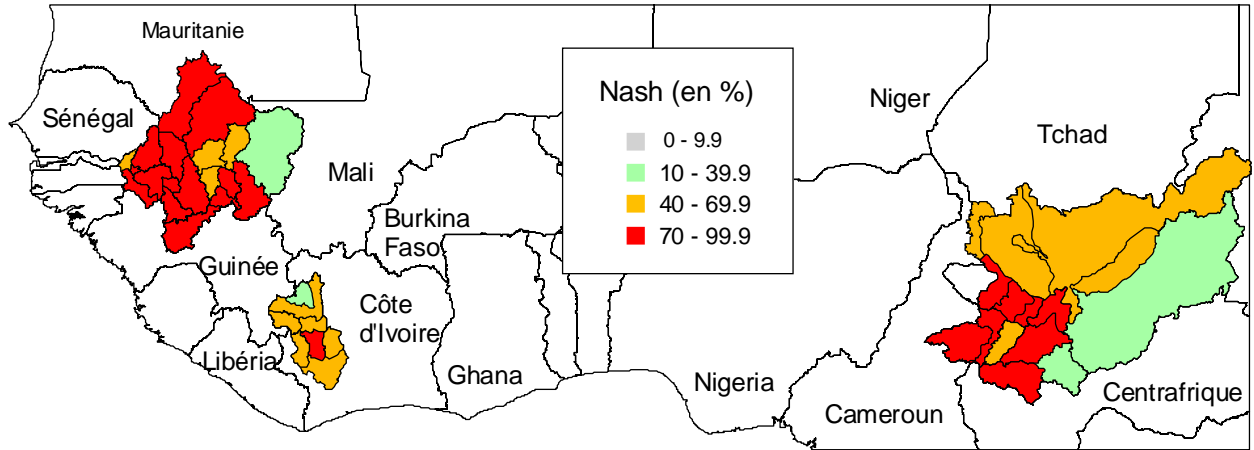 Mauritanie
Sénégal
Mali
Burkina
Faso
Guinée
Côte
d'Ivoire
Libéria
Ghana
Nash (en %)
0 - 9.9
10 - 39.9
40 - 69.9
70 - 99.9
Niger
Tchad
Nigeria
Cameroun
Centrafrique